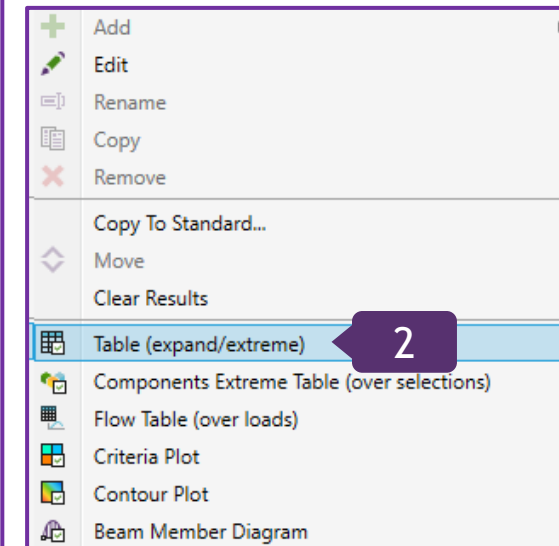 Add
Edit
Rename
Copy
Remove
Copy To Standard...
Move
Clear Results
Table (expand/extreme) 2
Components Extreme Table (over selections)
Flow Table (over loads)
Criteria Plot
Contour Plot
Beam Member Diagram